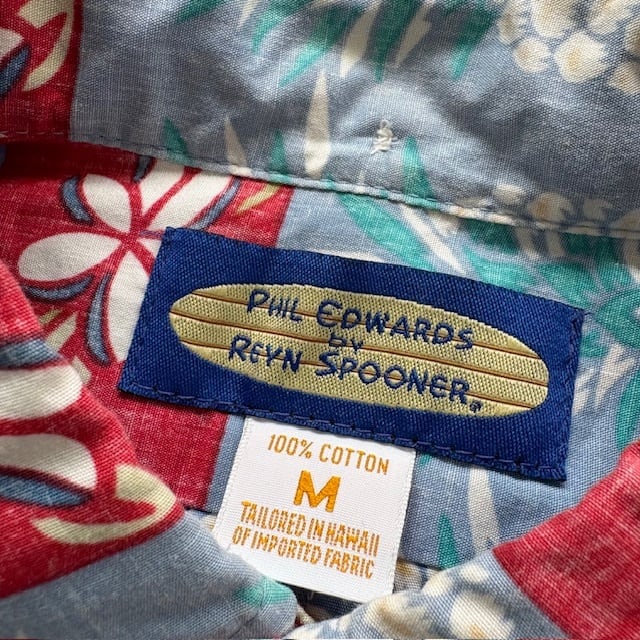 PHIL EDWARDS
BY
REYN SPOONER®
100% COTTON
M
TAILORED IN HAWAII
OF IMPORTED FABRIC